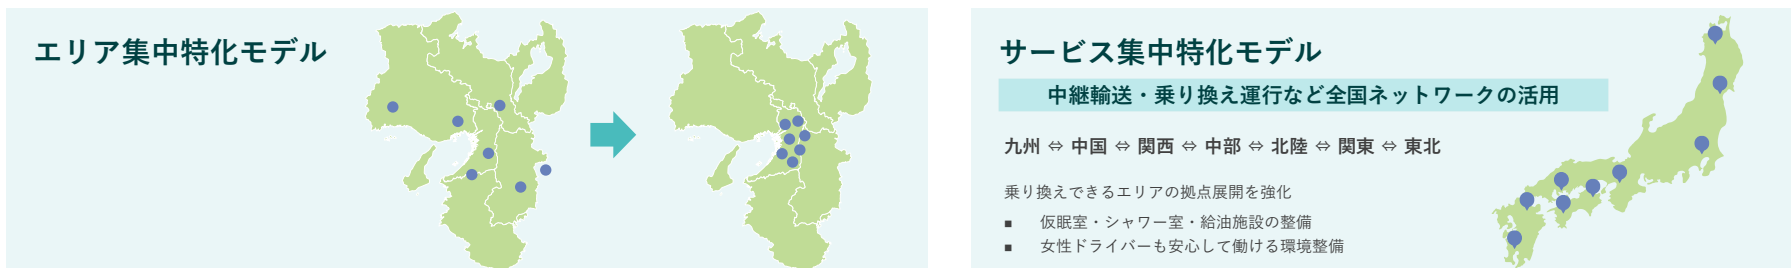 エリア集中特化モデル
サービス集中特化モデル
中継輸送・乗り換え運行など全国ネットワークの活用
九州 ⇔ 中国 ⇔ 関西 ⇔ 中部 ⇔ 北陸 ⇔ 関東 ⇔ 東北
乗り換えできるエリアの拠点展開を強化
■ 仮眠室・シャワー室・給油施設の整備
■ 女性ドライバーも安心して働ける環境整備